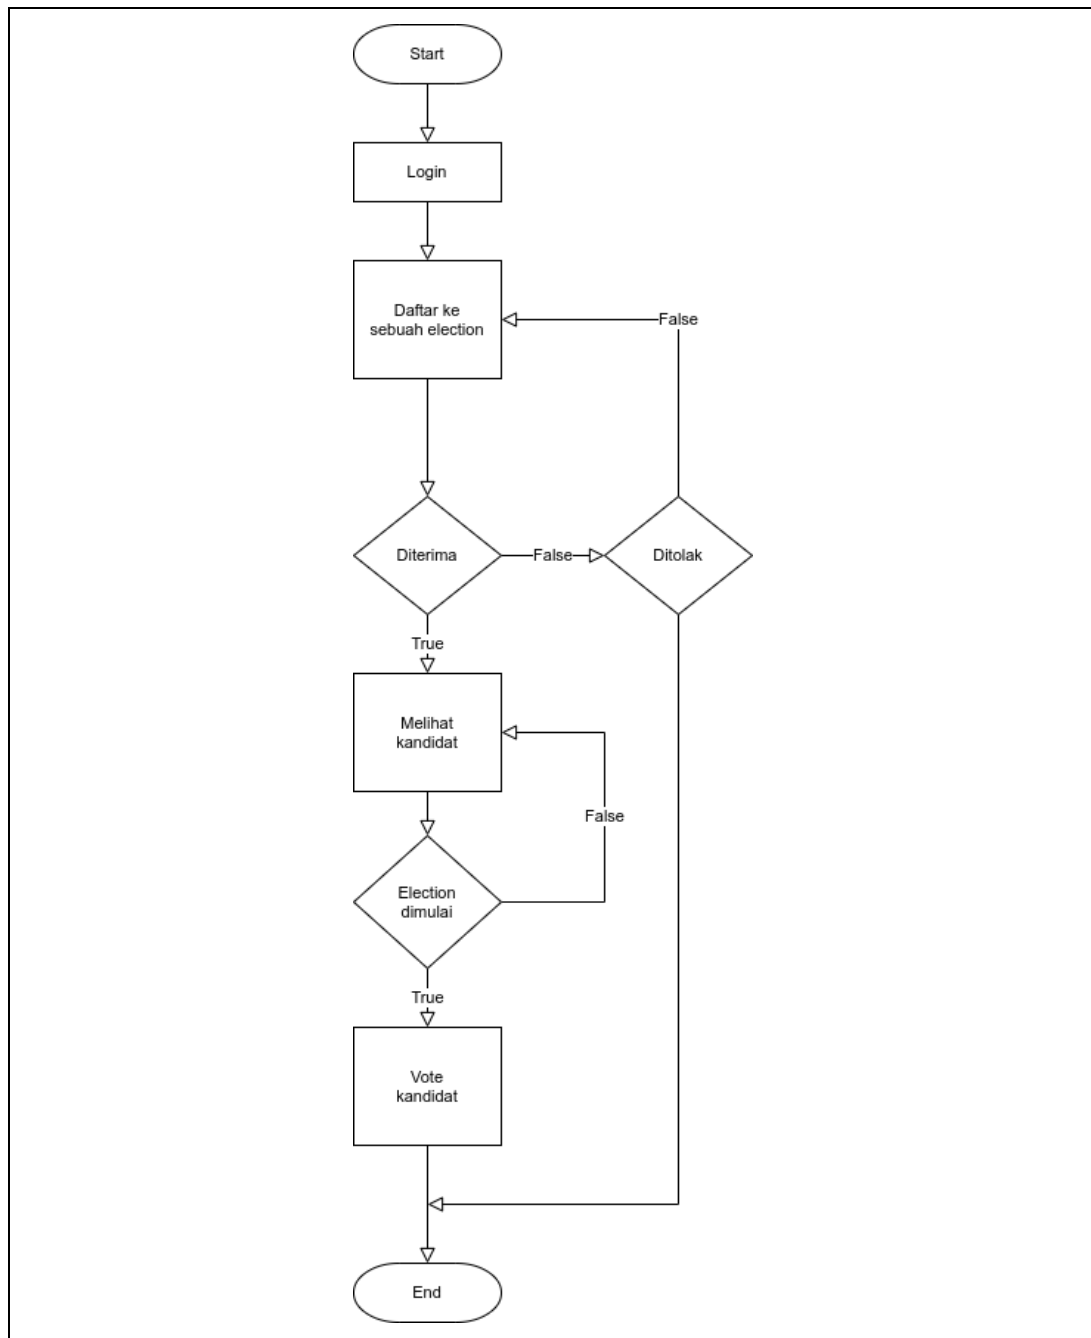 Start
Login
Daftar ke
sebuah election
False
Diterima
False
Ditolak
True
Melihat
kandidat
False
Election
dimulai
True
Vote
kandidat
End